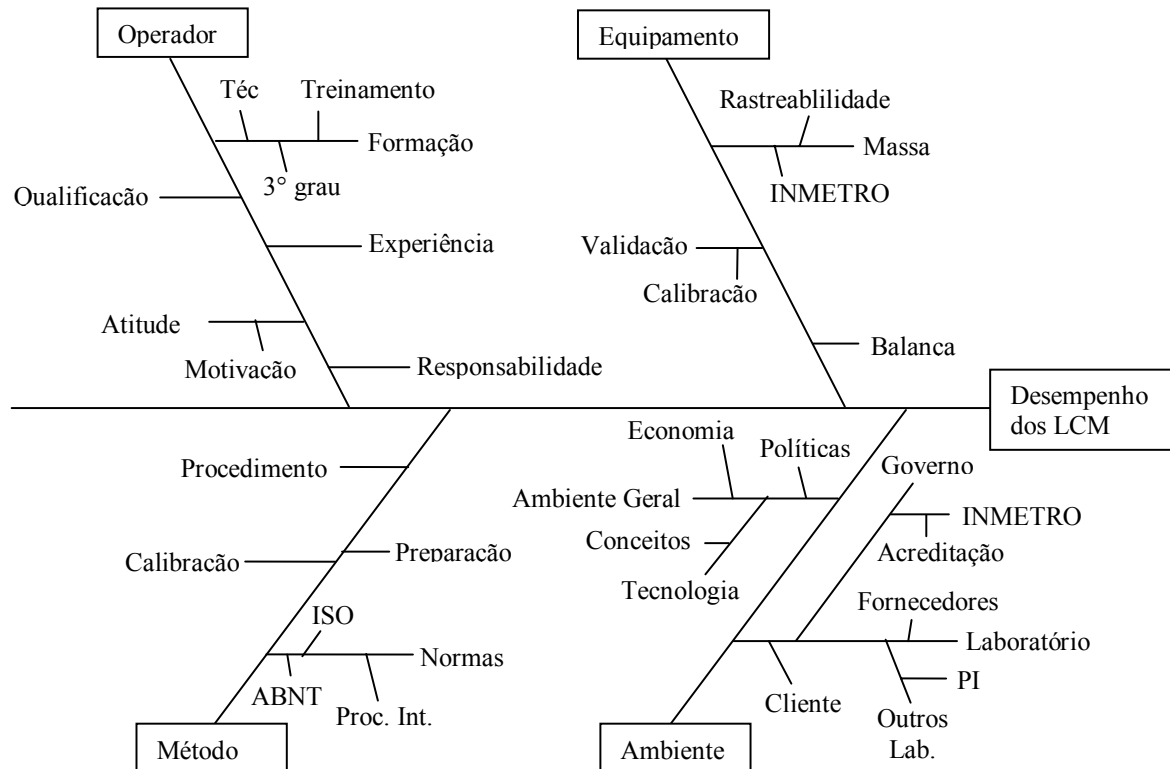 Operador
Equipamento
Téc
Treinamento
Formação
3° grau
Qualificacão
Experiência
Atitude
Motivacão
Responsabilidade
Rastreablilidade
Massa
INMETRO
Validacão
Calibracão
Balanca
Desempenho
dos LCM
Procedimento
Calibracão
Preparacão
ISO
Normas
ABNT
Proc. Int.
Método
Economia
Políticas
Ambiente Geral
Conceitos
Tecnologia
Governo
INMETRO
Acreditação
Fornecedores
Laboratório
Cliente
PI
Outros
Lab.
Ambiente